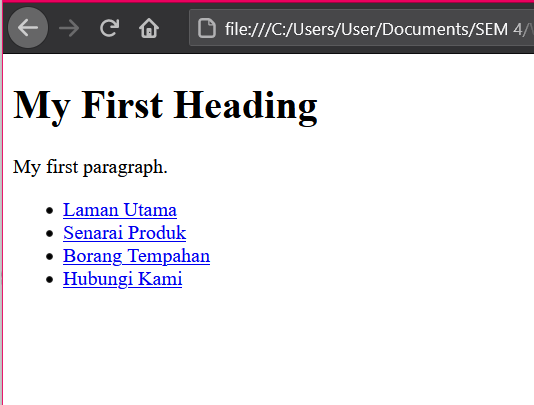 file:///C:/Users/User/Documents/SEM 4/
My First Heading
My first paragraph.
Laman Utama
Senarai Produk
Borang Tempahan
Hubungi Kami